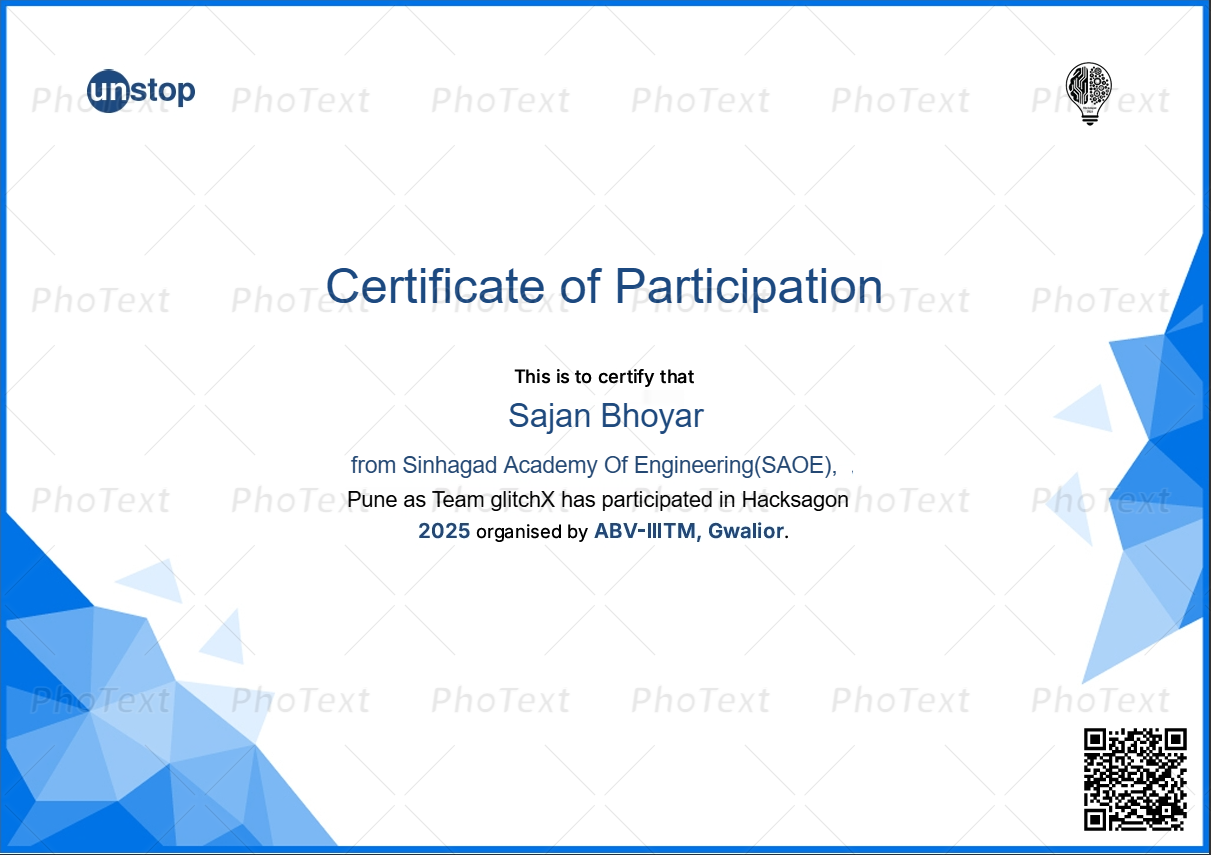 PhoText PhoText PhoText PhoText PhoText PhoText
unstop
Certificate of Participation
PhoText PhoText PhoText PhoText PhoText PhoText
This is to certify that
Sajan Bhoyar
from Sinhagad Academy Of Engineering(SAOE),
Pune as Team glitchX has participated in Hacksagon
PhoText PhoText PhoText PhoText PhoText PhoText
2025 organised by ABV-IIITM, Gwalior.
PhoText PhoText PhoText PhoText PhoText PhoText